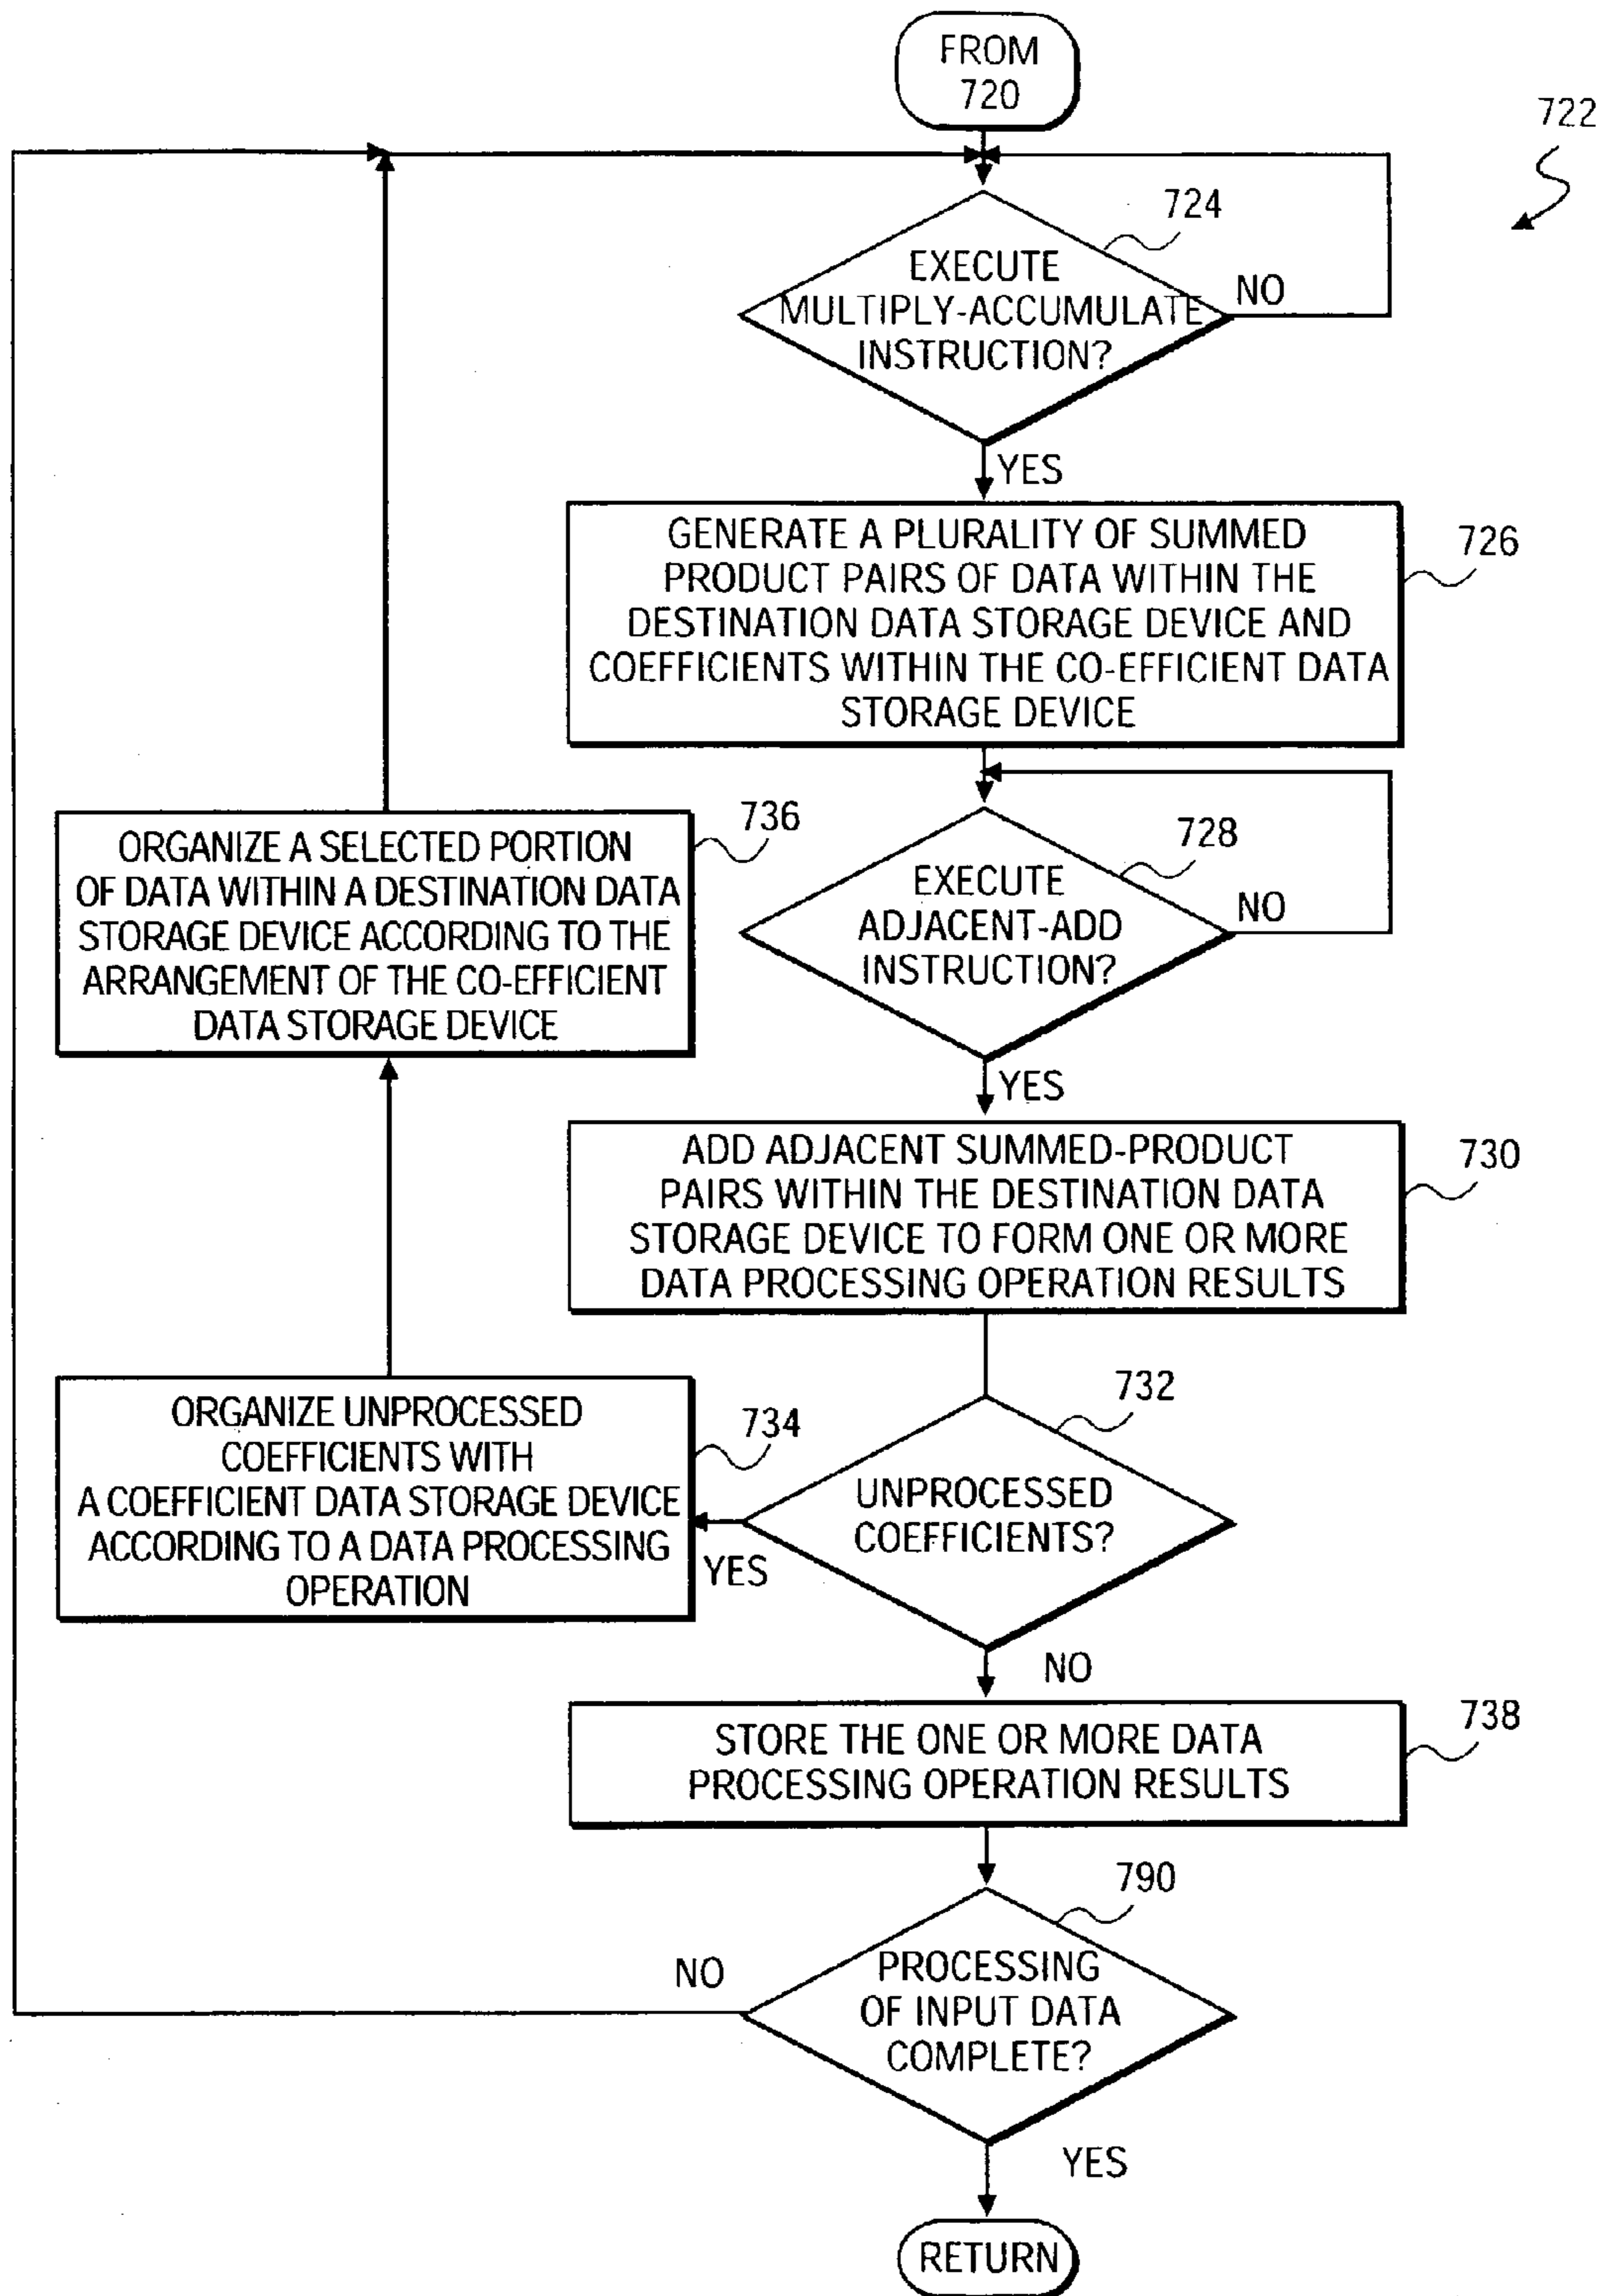 FROM
720
722
724
EXECUTE
MULTIPLY-ACCUMULATE
INSTRUCTION?
NO
YES
GENERATE A PLURALITY OF SUMMED
PRODUCT PAIRS OF DATA WITHIN THE
DESTINATION DATA STORAGE DEVICE AND
COEFFICIENTS WITHIN THE CO-EFFICIENT DATA
STORAGE DEVICE
726
736
ORGANIZE A SELECTED PORTION
OF DATA WITHIN A DESTINATION DATA
STORAGE DEVICE ACCORDING TO THE
ARRANGEMENT OF THE CO-EFFICIENT
DATA STORAGE DEVICE
728
EXECUTE
ADJACENT-ADD
INSTRUCTION?
NO
YES
ADD ADJACENT SUMMED-PRODUCT
PAIRS WITHIN THE DESTINATION DATA
STORAGE DEVICE TO FORM ONE OR MORE
DATA PROCESSING OPERATION RESULTS
730
732
UNPROCESSED
COEFFICIENTS?
YES
734
ORGANIZE UNPROCESSED
COEFFICIENTS WITH
A COEFFICIENT DATA STORAGE DEVICE
ACCORDING TO A DATA PROCESSING
OPERATION
NO
STORE THE ONE OR MORE DATA
PROCESSING OPERATION RESULTS
738
790
PROCESSING
OF INPUT DATA
COMPLETE?
NO
YES
RETURN